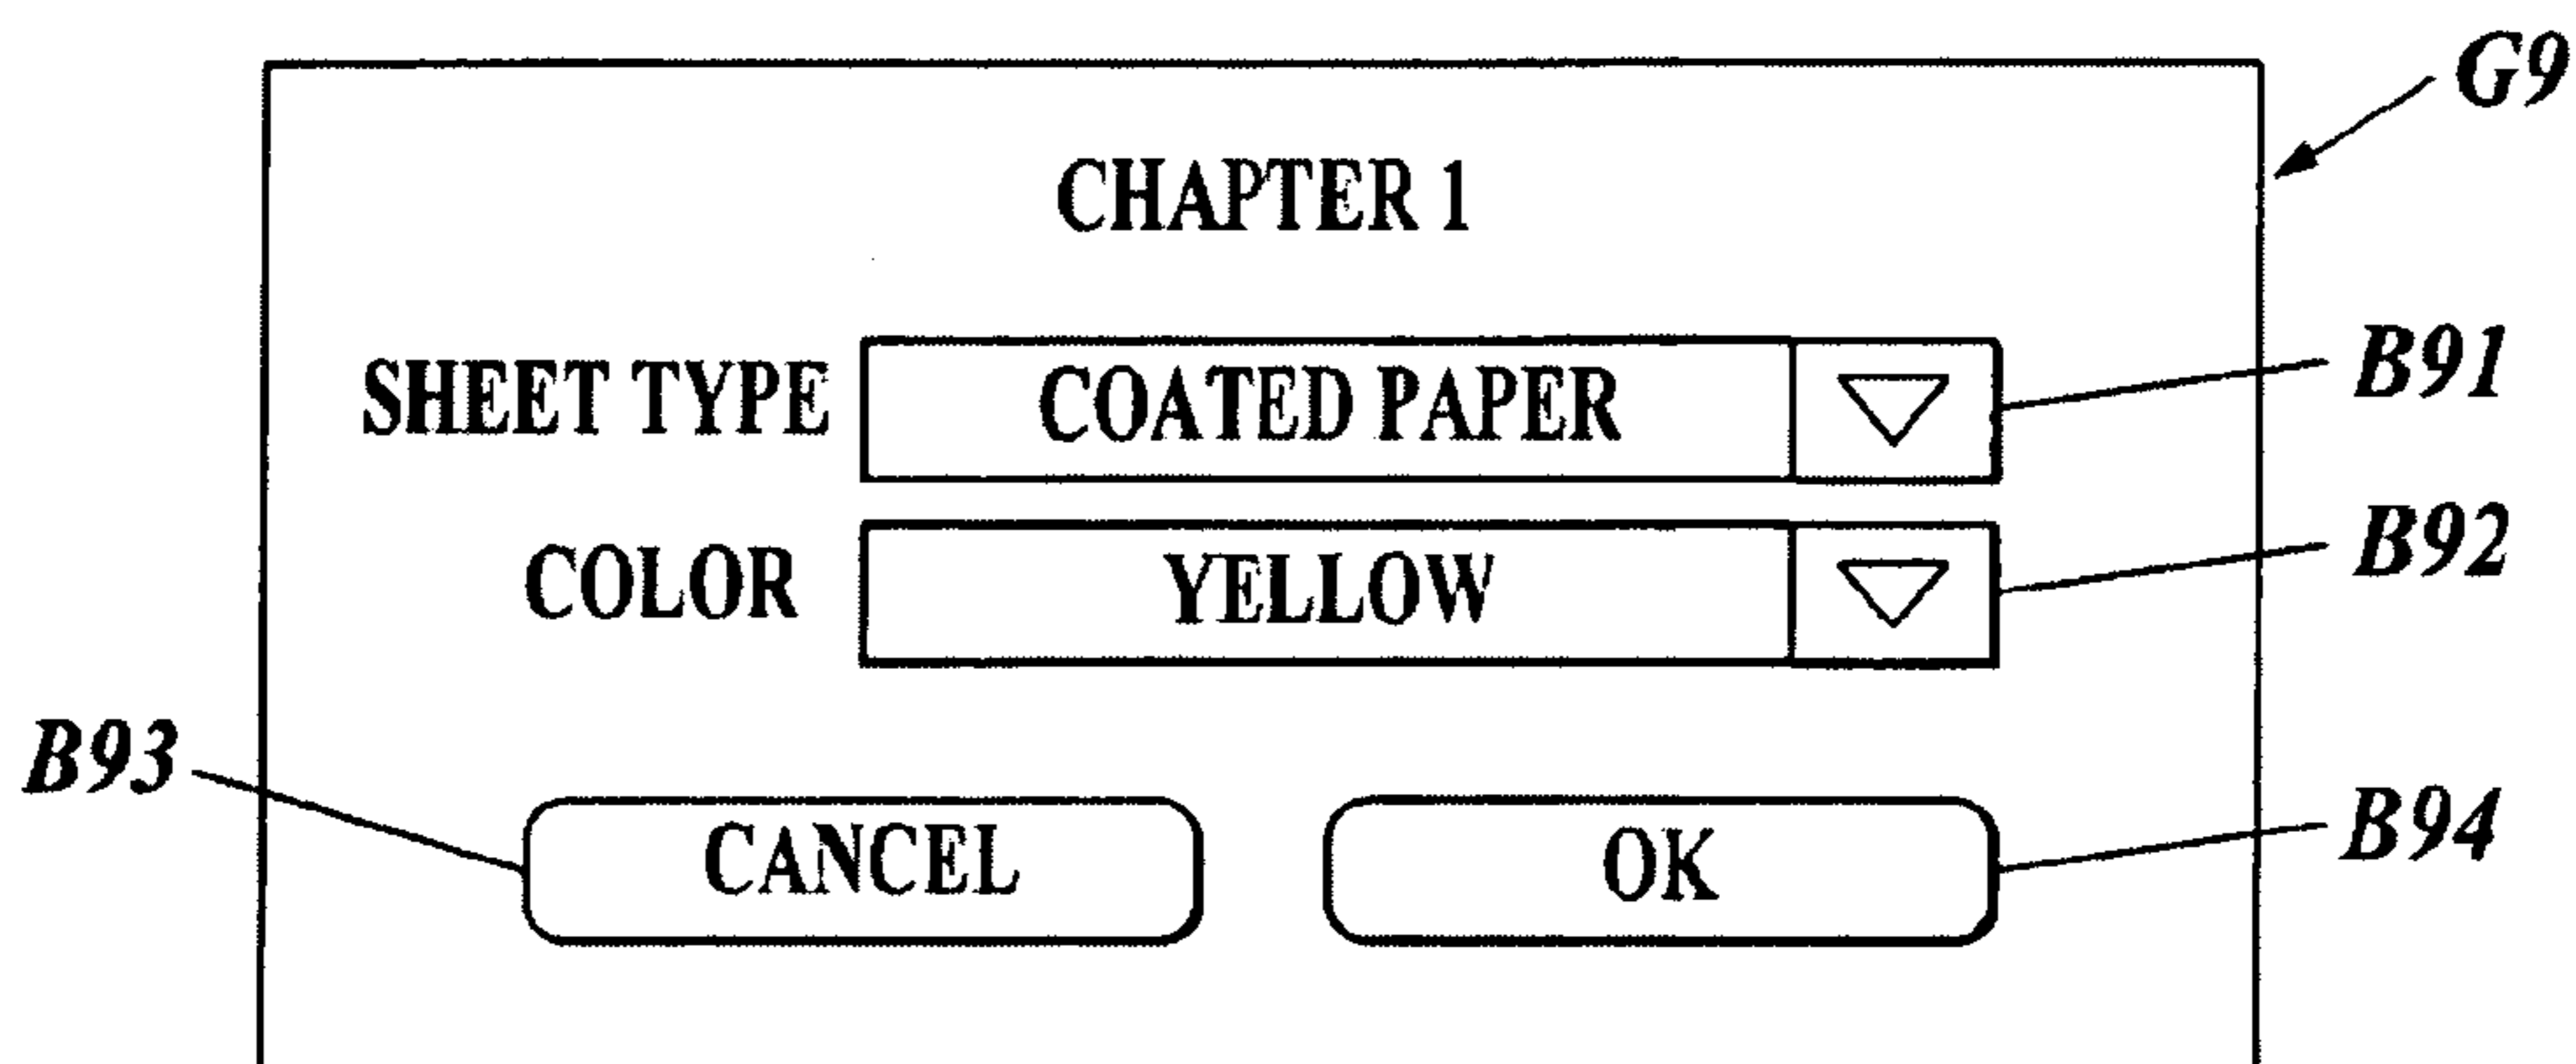 G9
CHAPTER 1
SHEET TYPE COATED PAPER B91
COLOR YELLOW B92
B93 CANCEL OK B94